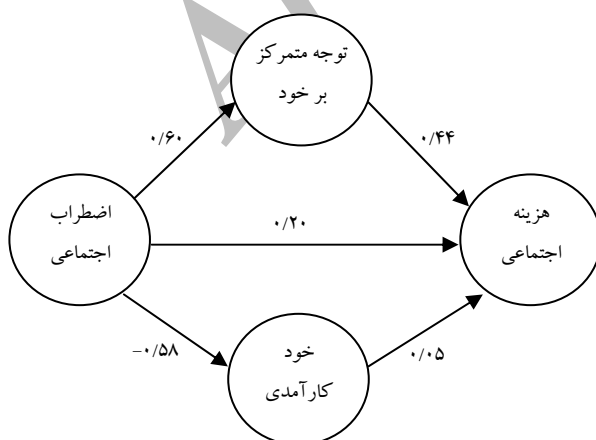 توجه متمرکز
بر خود
۰/۶۰
۰/۴۴
اضطراب
اجتماعی
۰/۲۰
هزینه
اجتماعی
-۰/۵۸
۰/۰۵
خود
کارآمدی